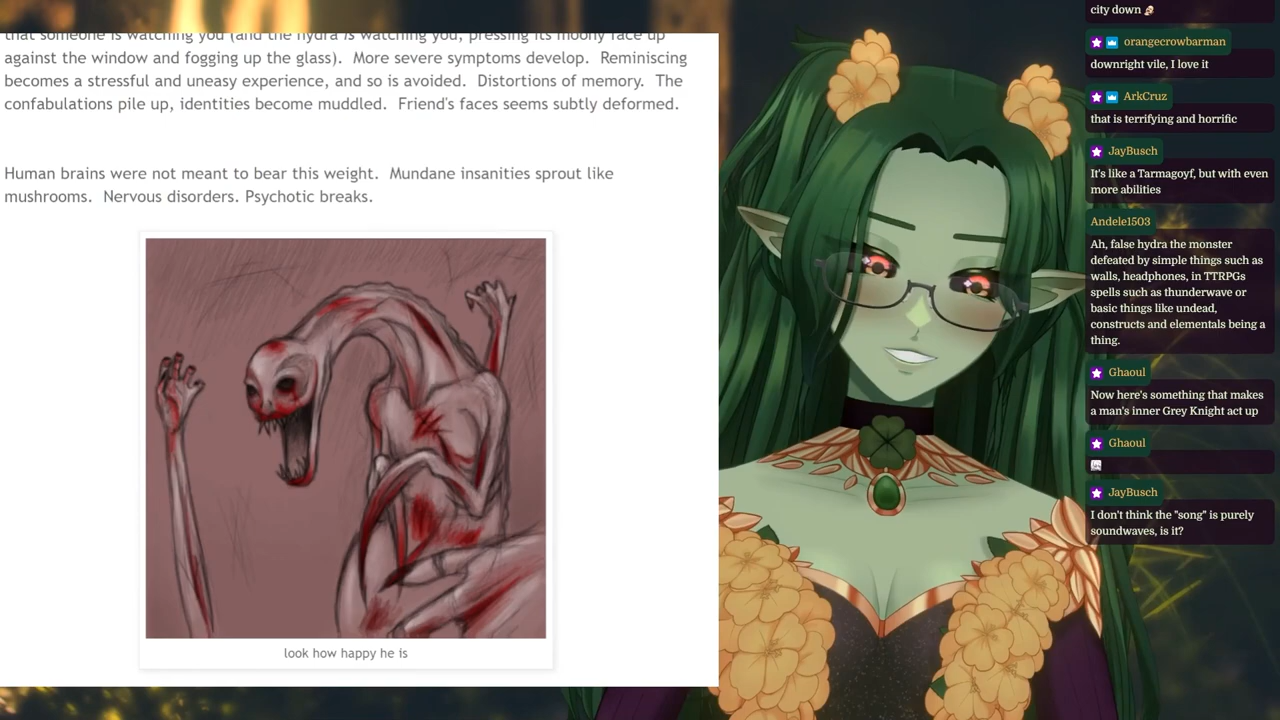 that someone is watching you (and the hydra is watching you, pressing its moony face up
against the window and fogging up the glass).  More severe symptoms develop.  Reminiscing
becomes a stressful and uneasy experience, and so is avoided.  Distortions of memory.  The
confabulations pile up, identities become muddled.  Friend's faces seems subtly deformed.
Human brains were not meant to bear this weight.  Mundane insanities sprout like
mushrooms.  Nervous disorders. Psychotic breaks.
look how happy he is
city down
orangecrowbarman
downright vile, I love it
ArkCruz
that is terrifying and horrific
JayBusch
It's like a Tarmagoyf, but with even
more abilities
Andele1503
Ah, false hydra the monster
defeated by simple things such as
walls, headphones, in TTRPGs
spells such as thunderwave or
basic things like undead,
constructs and elementals being a
thing.
Ghaoul
Now here's something that makes
a man's inner Grey Knight act up
Ghaoul
JayBusch
I don't think the "song" is purely
soundwaves, is it?